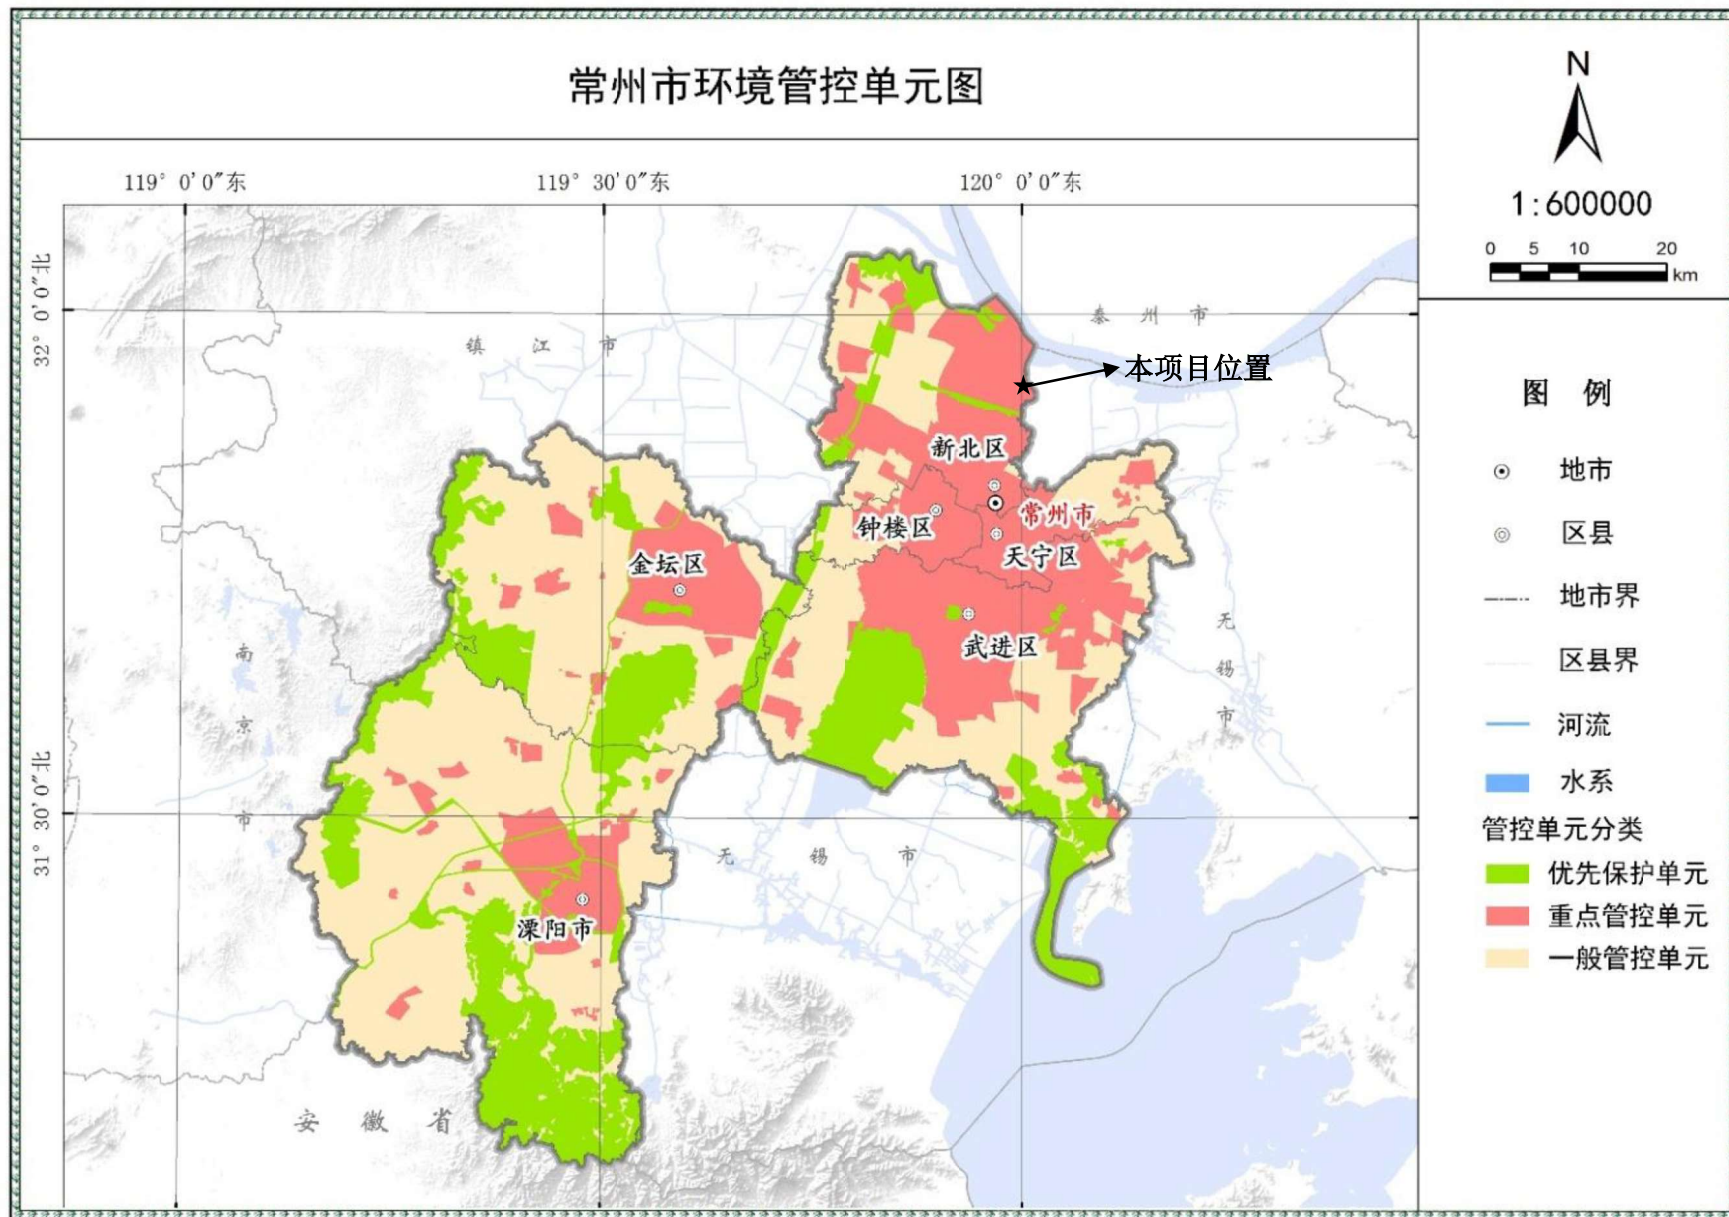 常州市环境管控单元图
N
1:600000
0 5 10 20
km
119° 0′0″东
119° 30′0″东
120° 0′0″东
32° 0′0″北
31° 30′0″北
泰州市
镇江市
本项目位置
新北区
常州市
钟楼区
天宁区
金坛区
武进区
无锡市
南京市
无锡市
溧阳市
安徽省
图例
地市
区县
地市界
区县界
河流
水系
管控单元分类
优先保护单元
重点管控单元
一般管控单元